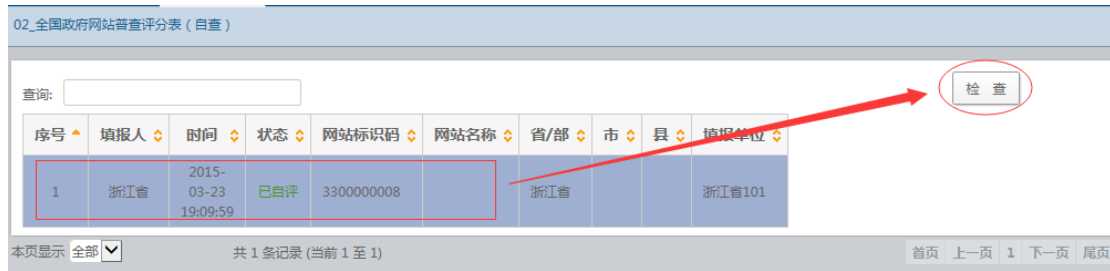 02_全国政府网站普查评分表（自查）
查询:
检 查
序号 填报人 时间 状态 网站标识码 网站名称 省/部 市 县 填报单位
1 浙江省 2015-03-23 19:09:59 已自评 3300000008 浙江省 浙江省101
本页显示 全部 共 1 条记录 (当前 1 至 1) 首页 上一页 1 下一页 尾页